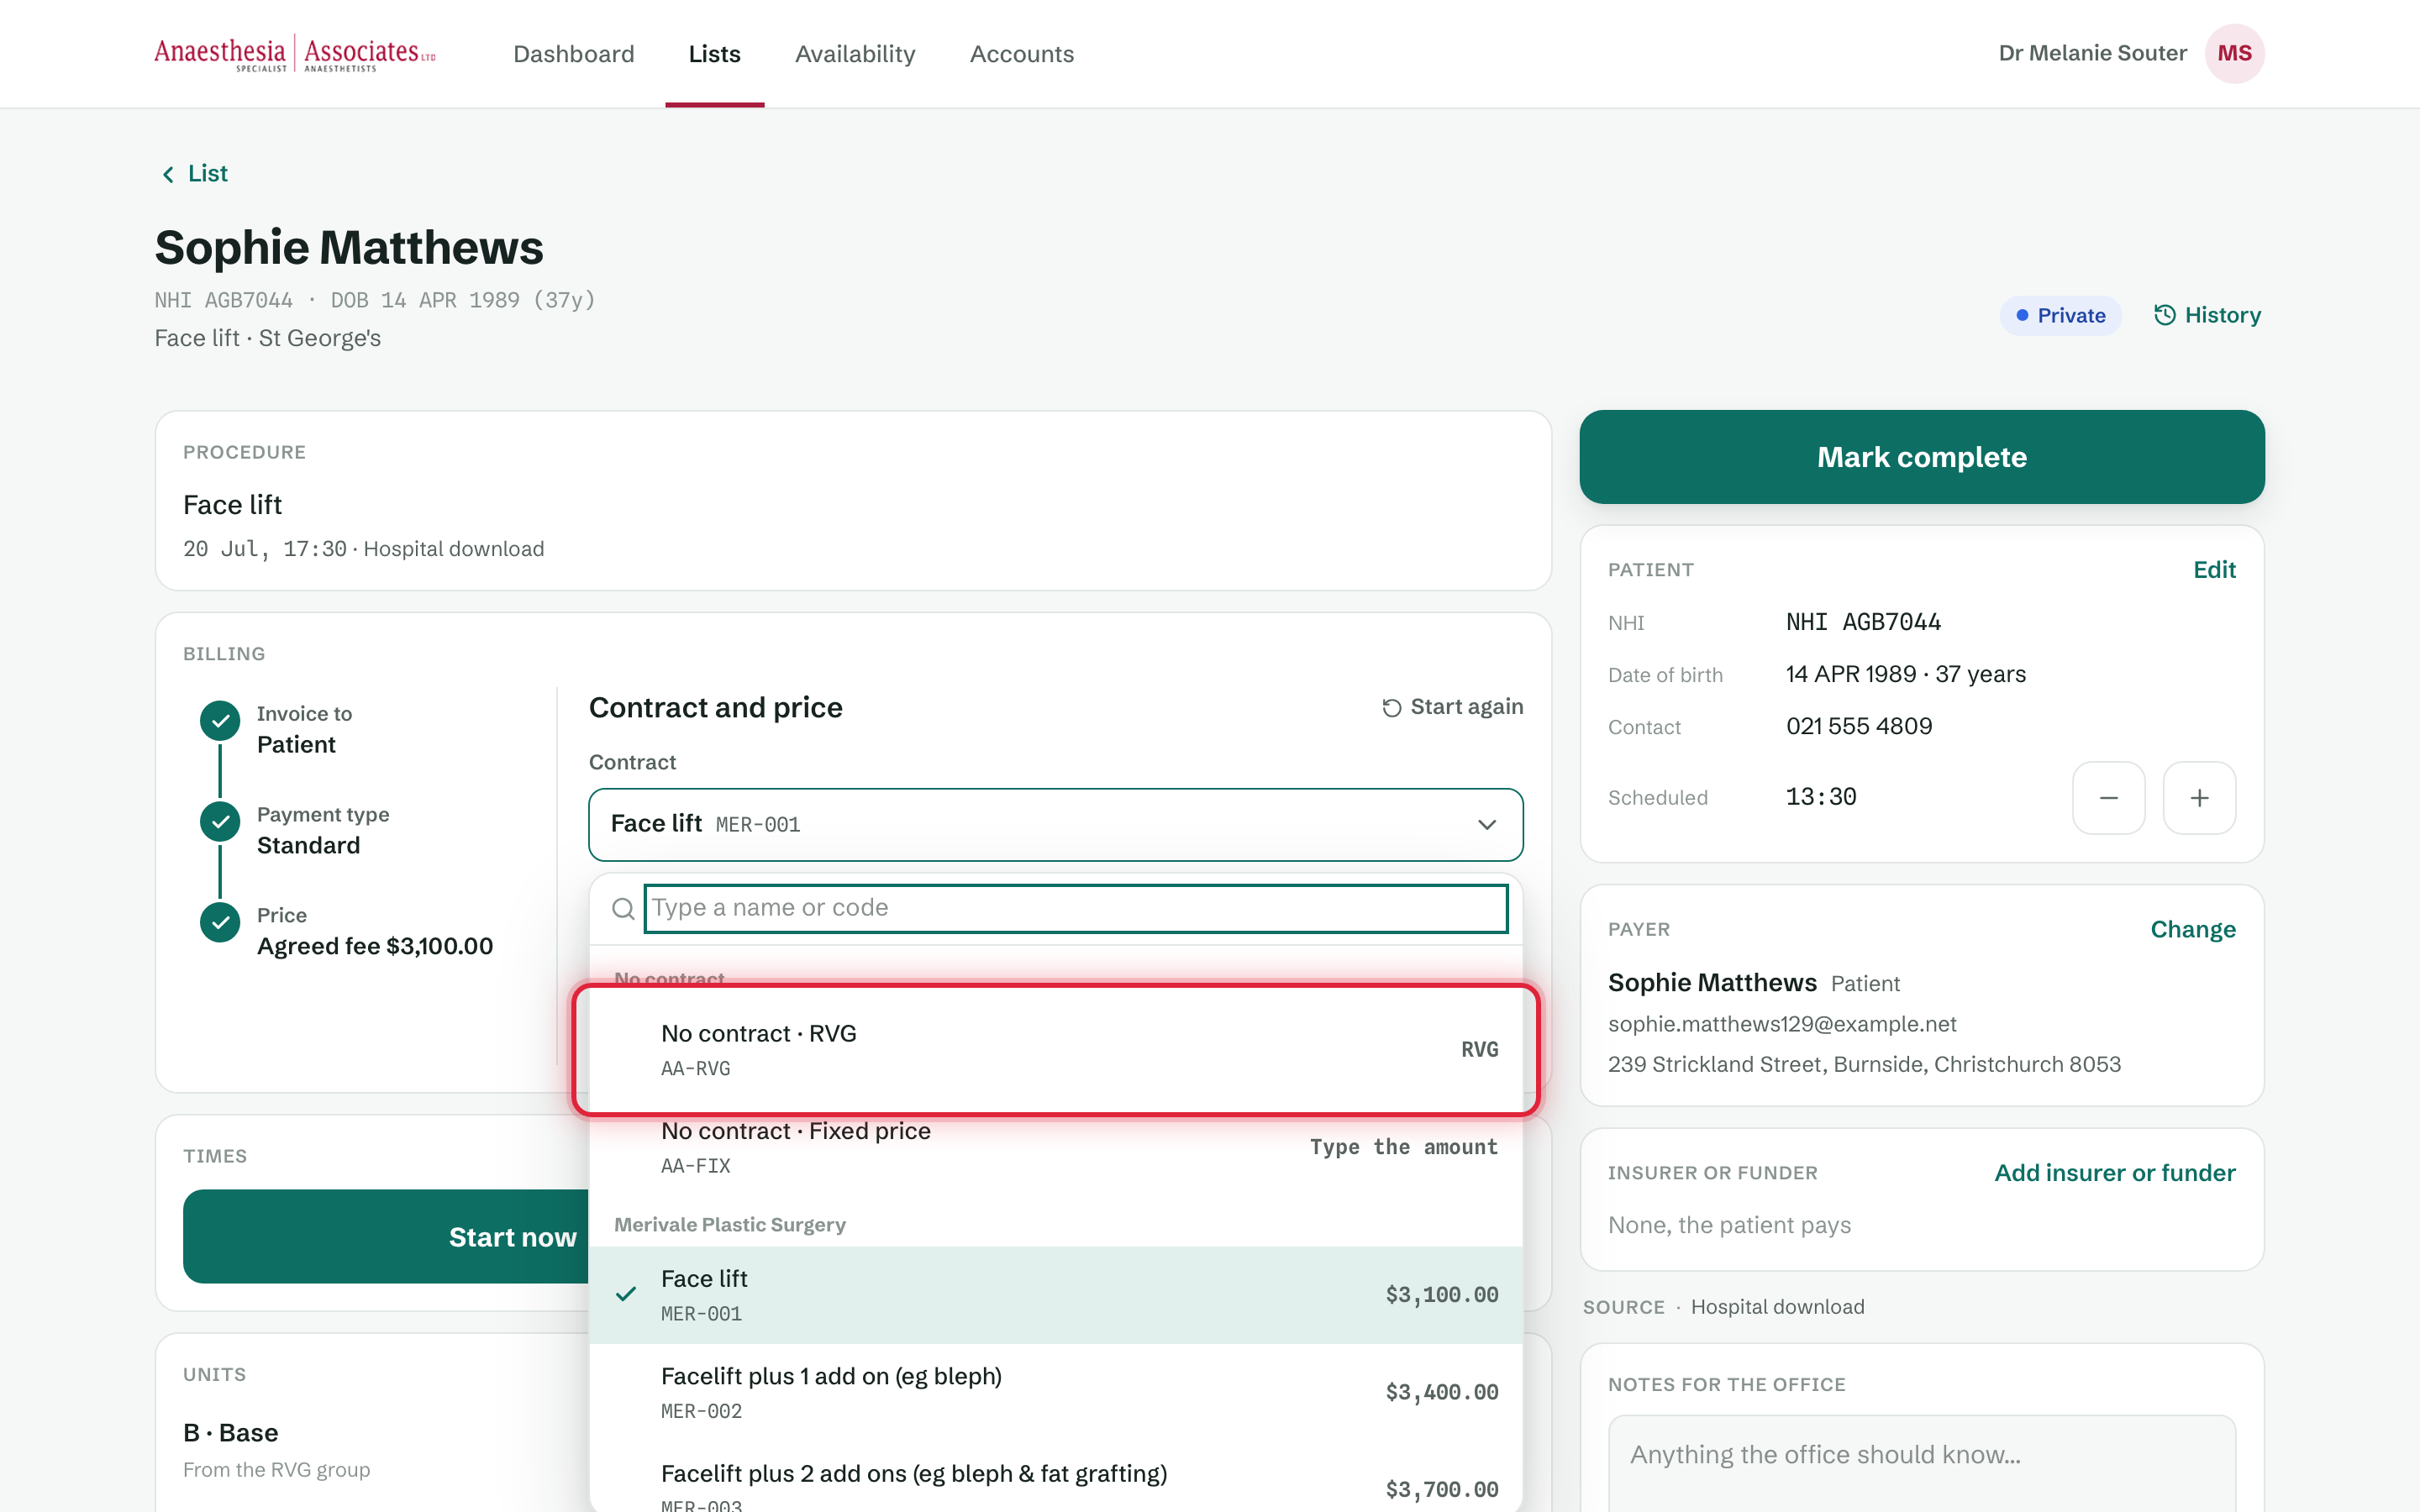 Anaesthesia Associates LTD
SPECIALIST ANAESTHETISTS
Dashboard
Lists
Availability
Accounts
Dr Melanie Souter
MS
List
Sophie Matthews
NHI AGB7044 · DOB 14 APR 1989 (37y)
Face lift · St George's
Private
History
PROCEDURE
Face lift
20 Jul, 17:30 · Hospital download
BILLING
Invoice to
Patient
Payment type
Standard
Price
Agreed fee $3,100.00
Contract and price
Start again
Contract
Face lift MER-001
Type a name or code
No contract
No contract · RVG
AA-RVG
RVG
No contract · Fixed price
AA-FIX
Type the amount
Merivale Plastic Surgery
Face lift
MER-001
$3,100.00
Facelift plus 1 add on (eg bleph)
MER-002
$3,400.00
Facelift plus 2 add ons (eg bleph & fat grafting)
MER-003
$3,700.00
TIMES
Start now
UNITS
B · Base
From the RVG group
Mark complete
PATIENT
Edit
NHI
NHI AGB7044
Date of birth
14 APR 1989 · 37 years
Contact
021 555 4809
Scheduled
13:30
PAYER
Change
Sophie Matthews Patient
sophie.matthews129@example.net
239 Strickland Street, Burnside, Christchurch 8053
INSURER OR FUNDER
Add insurer or funder
None, the patient pays
SOURCE · Hospital download
NOTES FOR THE OFFICE
Anything the office should know...